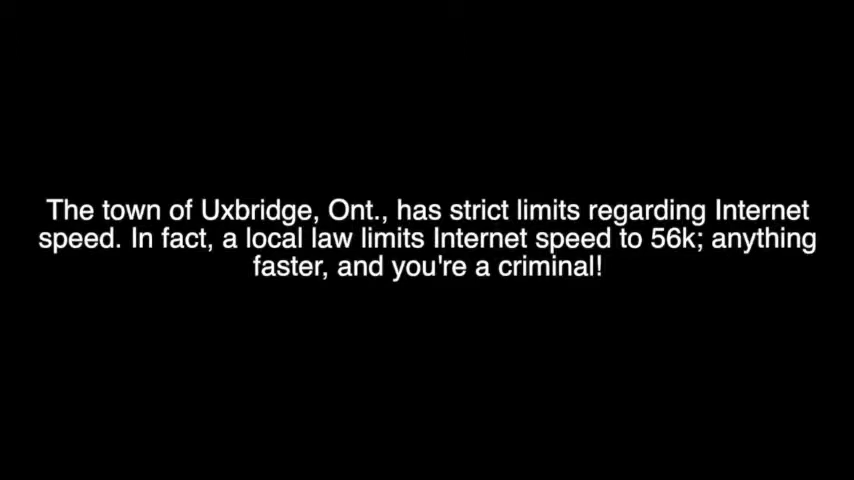 The town of Uxbridge, Ont., has strict limits regarding Internet
speed. In fact, a local law limits Internet speed to 56k; anything
faster, and you're a criminal!